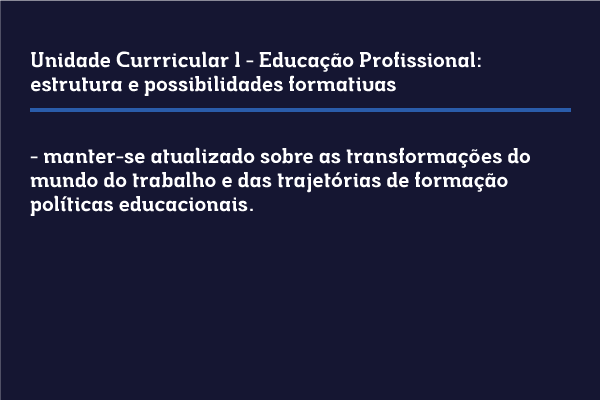 Unidade Currricular 1 - Educação Profissional:
estrutura e possibilidades formativas
- manter-se atualizado sobre as transformações do
mundo do trabalho e das trajetórias de formação
políticas educacionais.